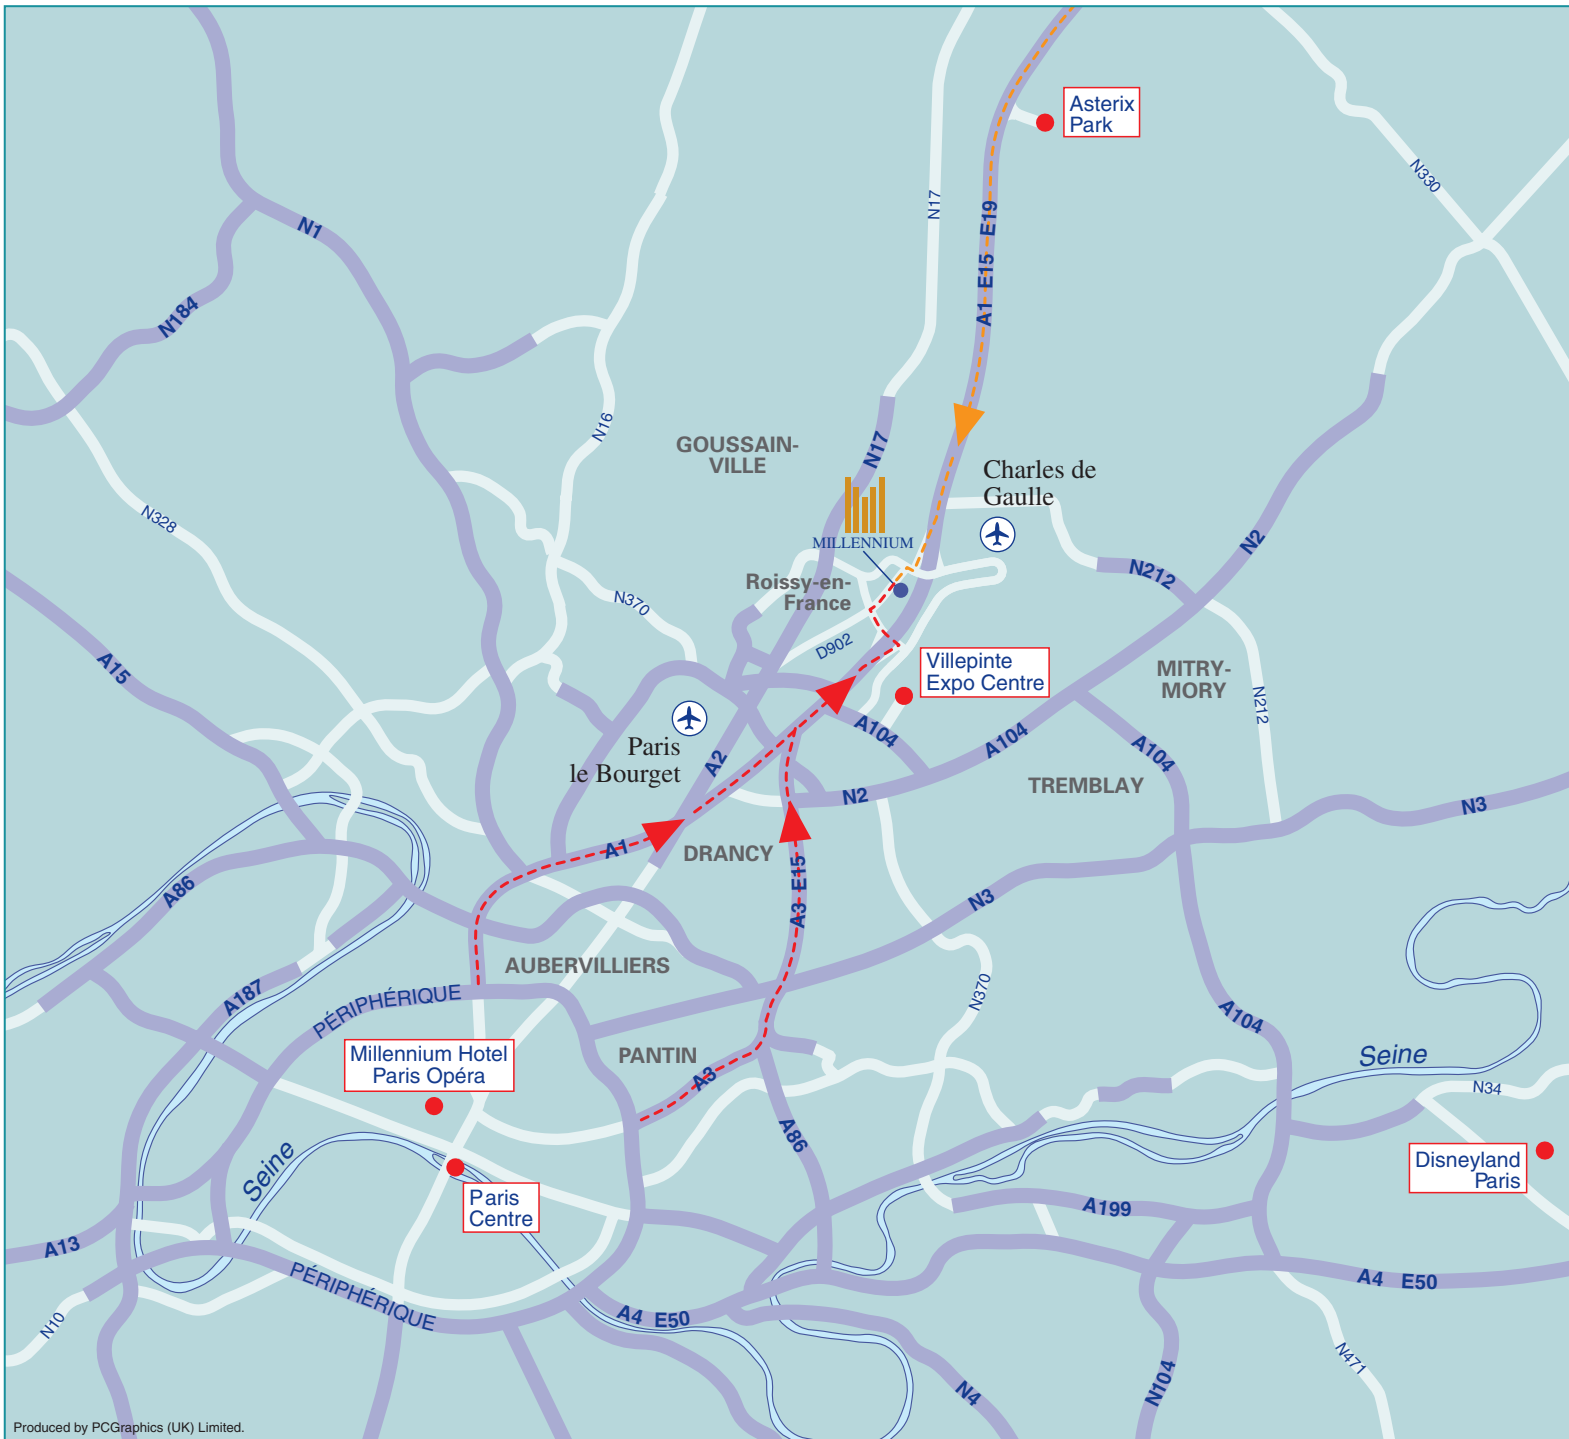 Asterix
Park
N330
N17
N1
A1 E15 E19
N184
N16
GOUSSAIN-
VILLE
N17
Charles de
Gaulle
N328
MILLENNIUM
N2
N212
Roissy-en-
France
N370
D902
A15
Villepinte
Expo Centre
MITRY-
MORY
N212
Paris
le Bourget
A2
A104
A104
A104
TREMBLAY
N2
N3
A1
DRANCY
A86
A3 E15
N3
AUBERVILLIERS
A187
PÉRIPHÉRIQUE
N370
A104
Millennium Hotel
Paris Opéra
PANTIN
A3
Seine
N34
A86
Seine
Disneyland
Paris
Paris
Centre
A199
A13
PÉRIPHÉRIQUE
A4 E50
A4 E50
N10
N471
N104
N4
Produced by PCGraphics (UK) Limited.